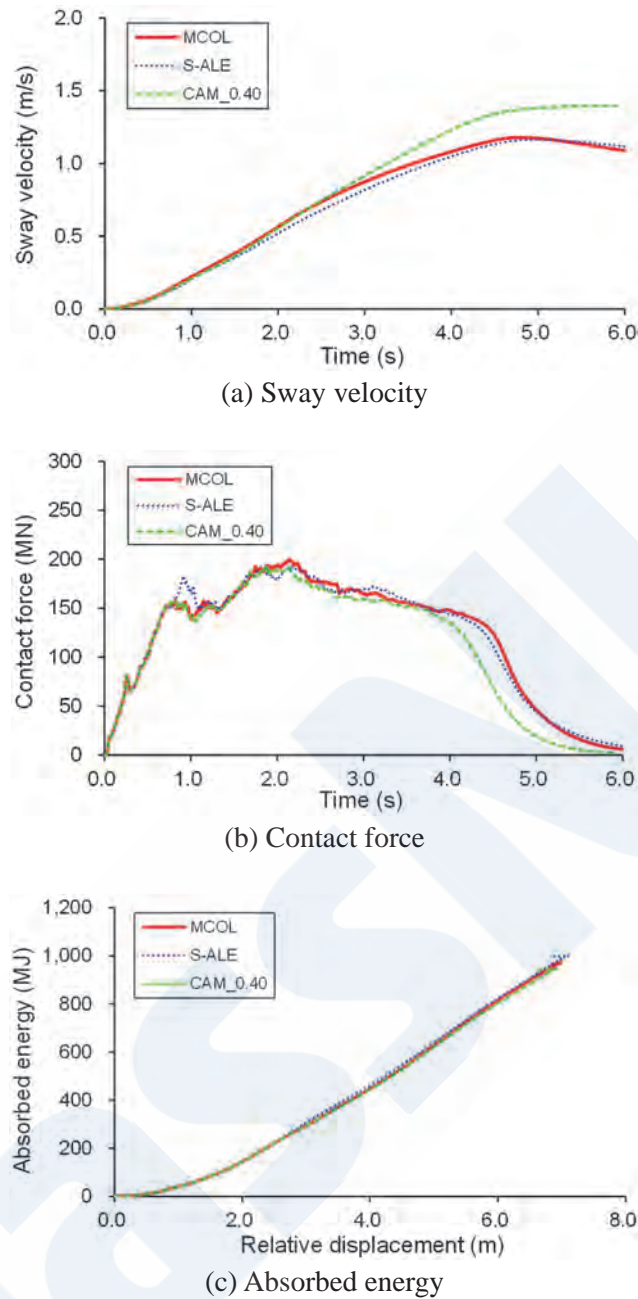 2.0
MCOL
S-ALE
CAM_0.40
1.5
1.0
0.5
0.0
Sway velocity (m/s)
0.0 1.0 2.0 3.0 4.0 5.0 6.0
Time (s)
(a) Sway velocity
300
MCOL
S-ALE
CAM_0.40
250
200
150
100
50
0
Contact force (MN)
0.0 1.0 2.0 3.0 4.0 5.0 6.0
Time (s)
(b) Contact force
1,200
MCOL
S-ALE
CAM_0.40
1,000
800
600
400
200
0
Absorbed energy (MJ)
0.0 2.0 4.0 6.0 8.0
Relative displacement (m)
(c) Absorbed energy